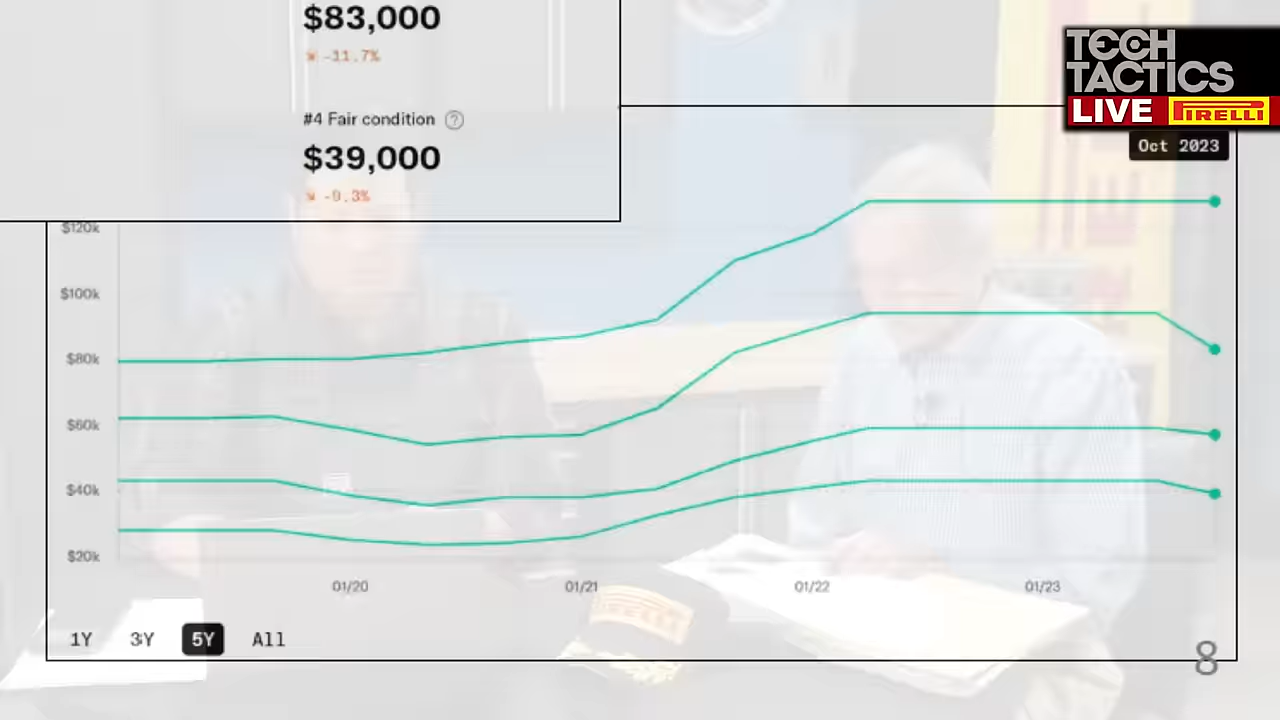 $83,000
-11.7%
#4 Fair condition ?
$39,000
-9.3%
TECH
TACTICS
LIVE PIRELLI
Oct 2023
$120k
$100k
$80k
$60k
$40k
$20k
01/20 01/21 01/22 01/23
PIRELLI
1Y 3Y 5Y All
8